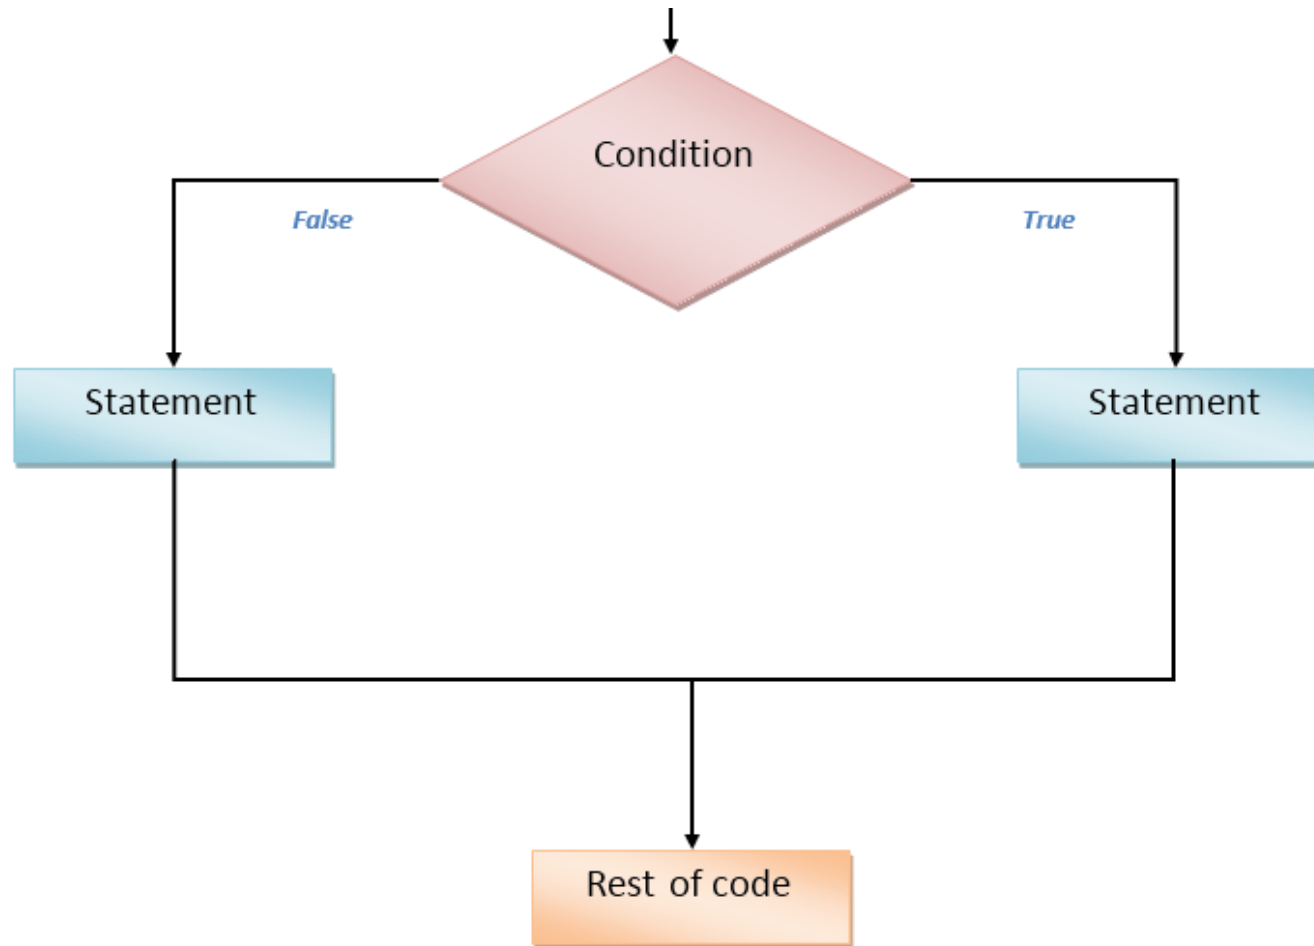 Condition
False
True
Statement
Statement
Rest of code